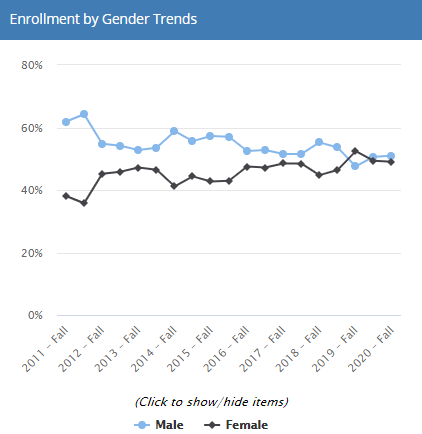 Enrollment by Gender Trends
80%
60%
40%
20%
0%
2011 - Fall
2012 - Fall
2013 - Fall
2014 - Fall
2015 - Fall
2016 - Fall
2017 - Fall
2018 - Fall
2019 - Fall
2020 - Fall
(Click to show/hide items)
Male Female